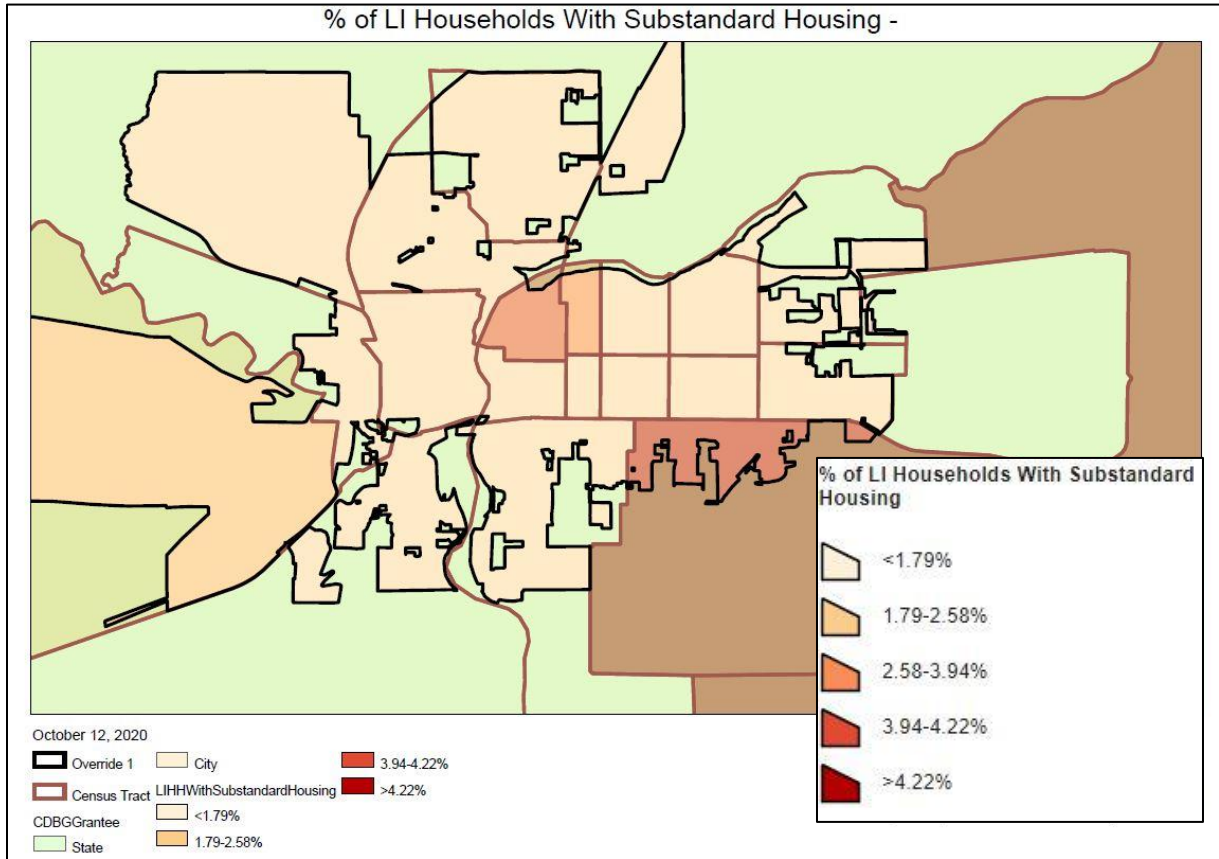 % of LI Households With Substandard Housing -
% of LI Households With Substandard
Housing
<1.79%
1.79-2.58%
2.58-3.94%
3.94-4.22%
>4.22%
October 12, 2020
Override 1
Census Tract
CDBGGrantee
State
City
LIHHWithSubstandardHousing
<1.79%
1.79-2.58%
3.94-4.22%
>4.22%